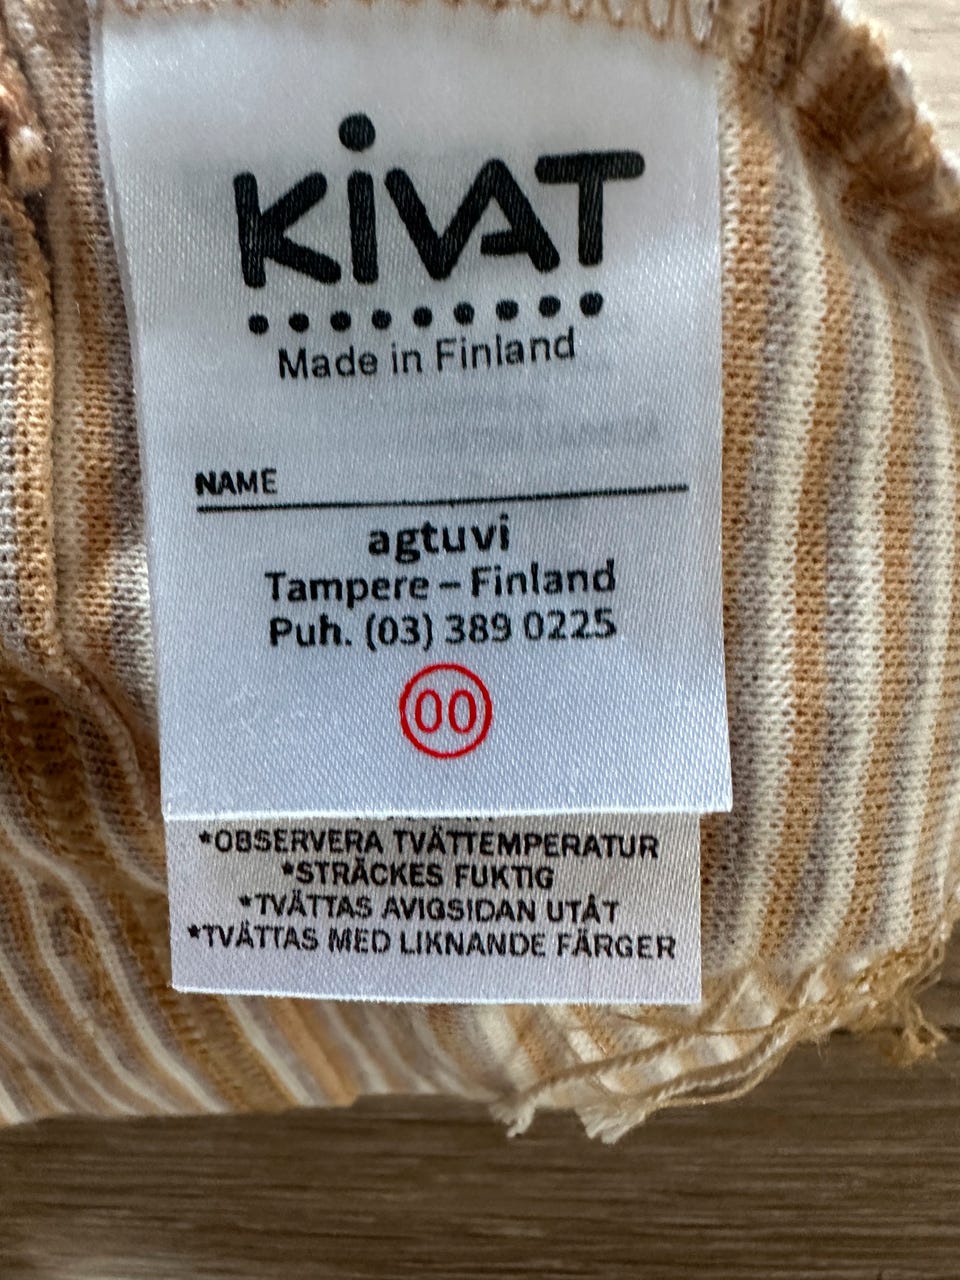 KiVAT
Made in Finland
NAME
agtuvi
Tampere – Finland
Puh. (03) 389 0225
00
*OBSERVERA TVÄTTEMPERATUR
*STRÄCKES FUKTIG
*TVÄTTAS AVIGSIDAN UTÅT
*TVÄTTAS MED LIKNANDE FÄRGER